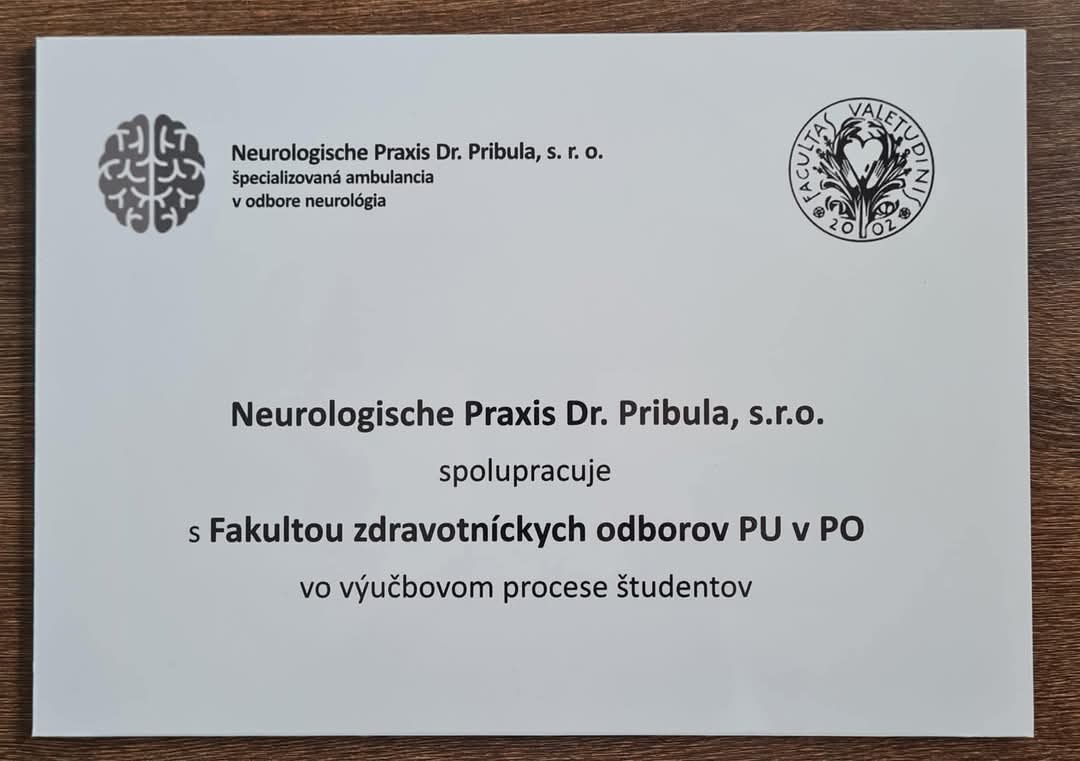 Neurologische Praxis Dr. Pribula, s. r. o.
špecializovaná ambulancia
v odbore neurológia
FACULTAS VALETUDINIS
2002
Neurologische Praxis Dr. Pribula, s.r.o.
spolupracuje
s Fakultou zdravotníckych odborov PU v PO
vo výučbovom procese študentov